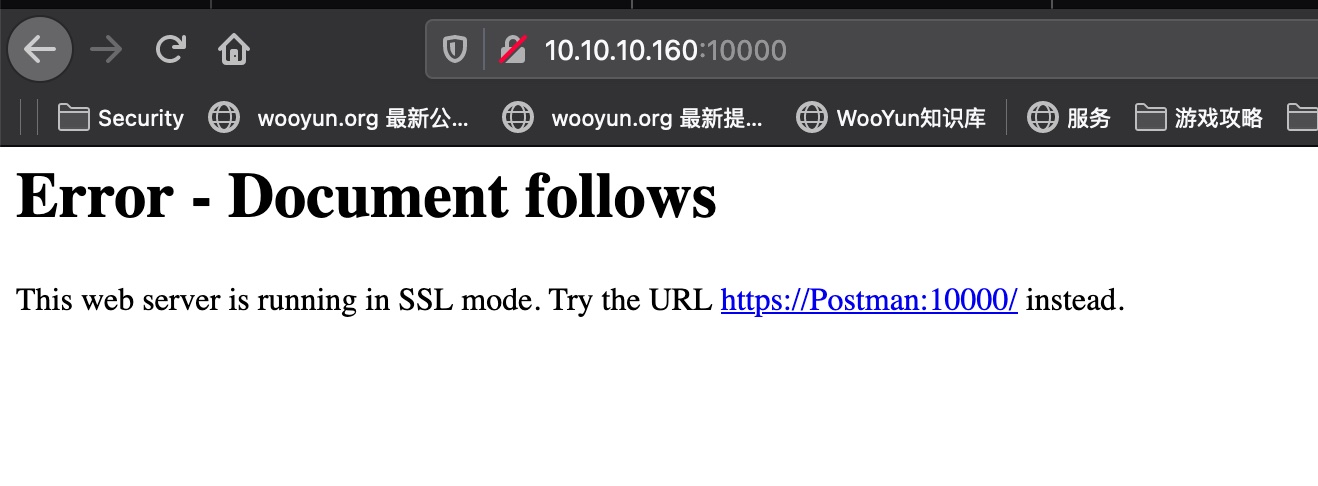 10.10.10.160:10000
Security wooyun.org 最新公... wooyun.org 最新提... WooYun知识库 服务 游戏攻略
Error - Document follows
This web server is running in SSL mode. Try the URL https://Postman:10000/ instead.